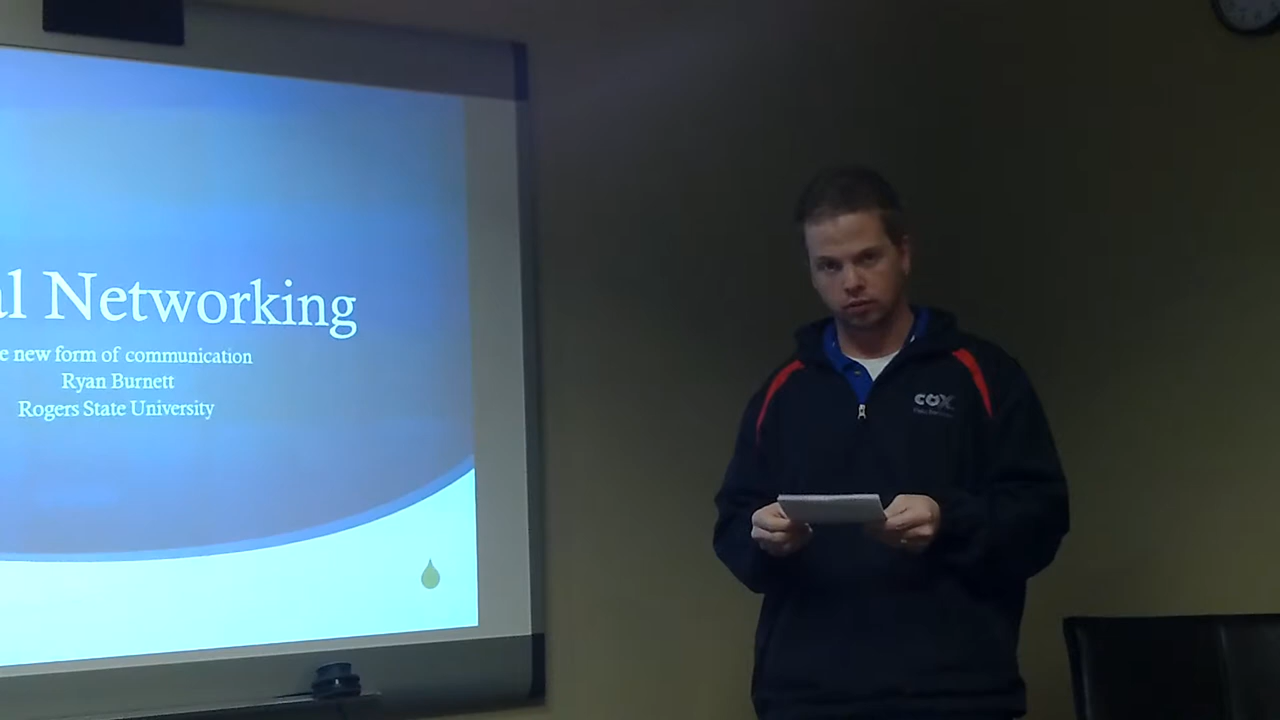 al Networking
e new form of communication
Ryan Burnett
Rogers State University
COX